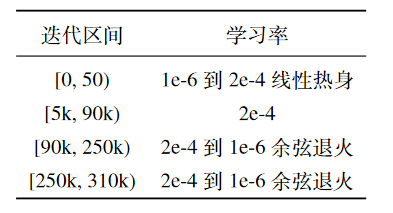 迭代区间 学习率
[0, 50) 1e-6 到 2e-4 线性热身
[5k, 90k) 2e-4
[90k, 250k) 2e-4 到 1e-6 余弦退火
[250k, 310k) 2e-4 到 1e-6 余弦退火